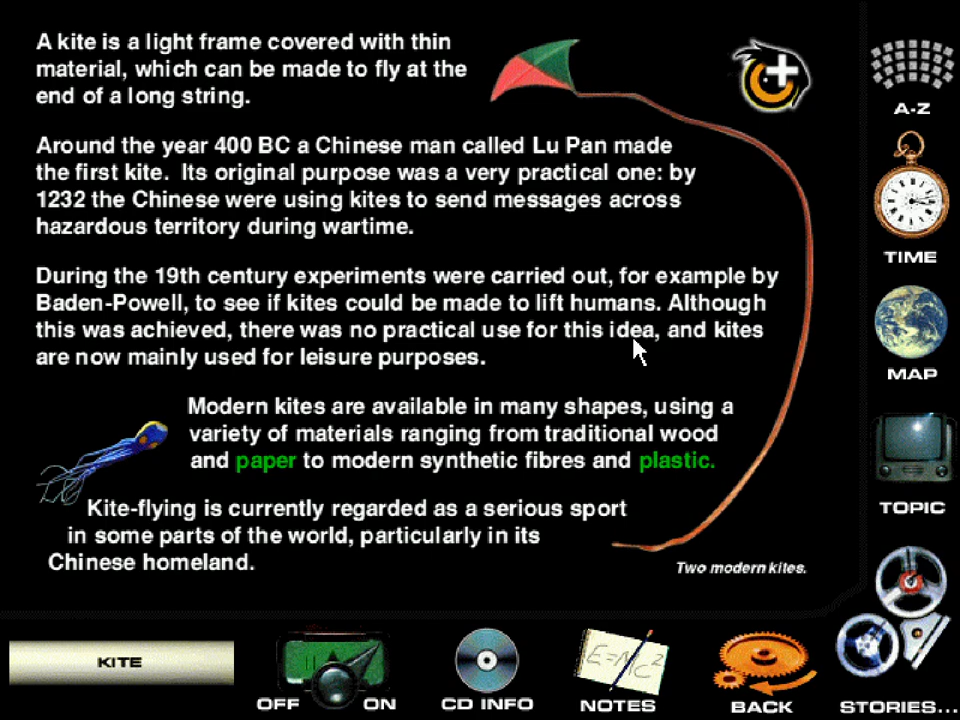 A kite is a light frame covered with thin
material, which can be made to fly at the
end of a long string.
Around the year 400 BC a Chinese man called Lu Pan made
the first kite.  Its original purpose was a very practical one: by
1232 the Chinese were using kites to send messages across
hazardous territory during wartime.
During the 19th century experiments were carried out, for example by
Baden-Powell, to see if kites could be made to lift humans. Although
this was achieved, there was no practical use for this idea, and kites
are now mainly used for leisure purposes.
Modern kites are available in many shapes, using a
variety of materials ranging from traditional wood
and paper to modern synthetic fibres and plastic.
Kite-flying is currently regarded as a serious sport
in some parts of the world, particularly in its
Chinese homeland.
Two modern kites.
A-Z
TIME
MAP
TOPIC
KITE
OFF
ON
CD INFO
E=MC²
NOTES
BACK
STORIES...